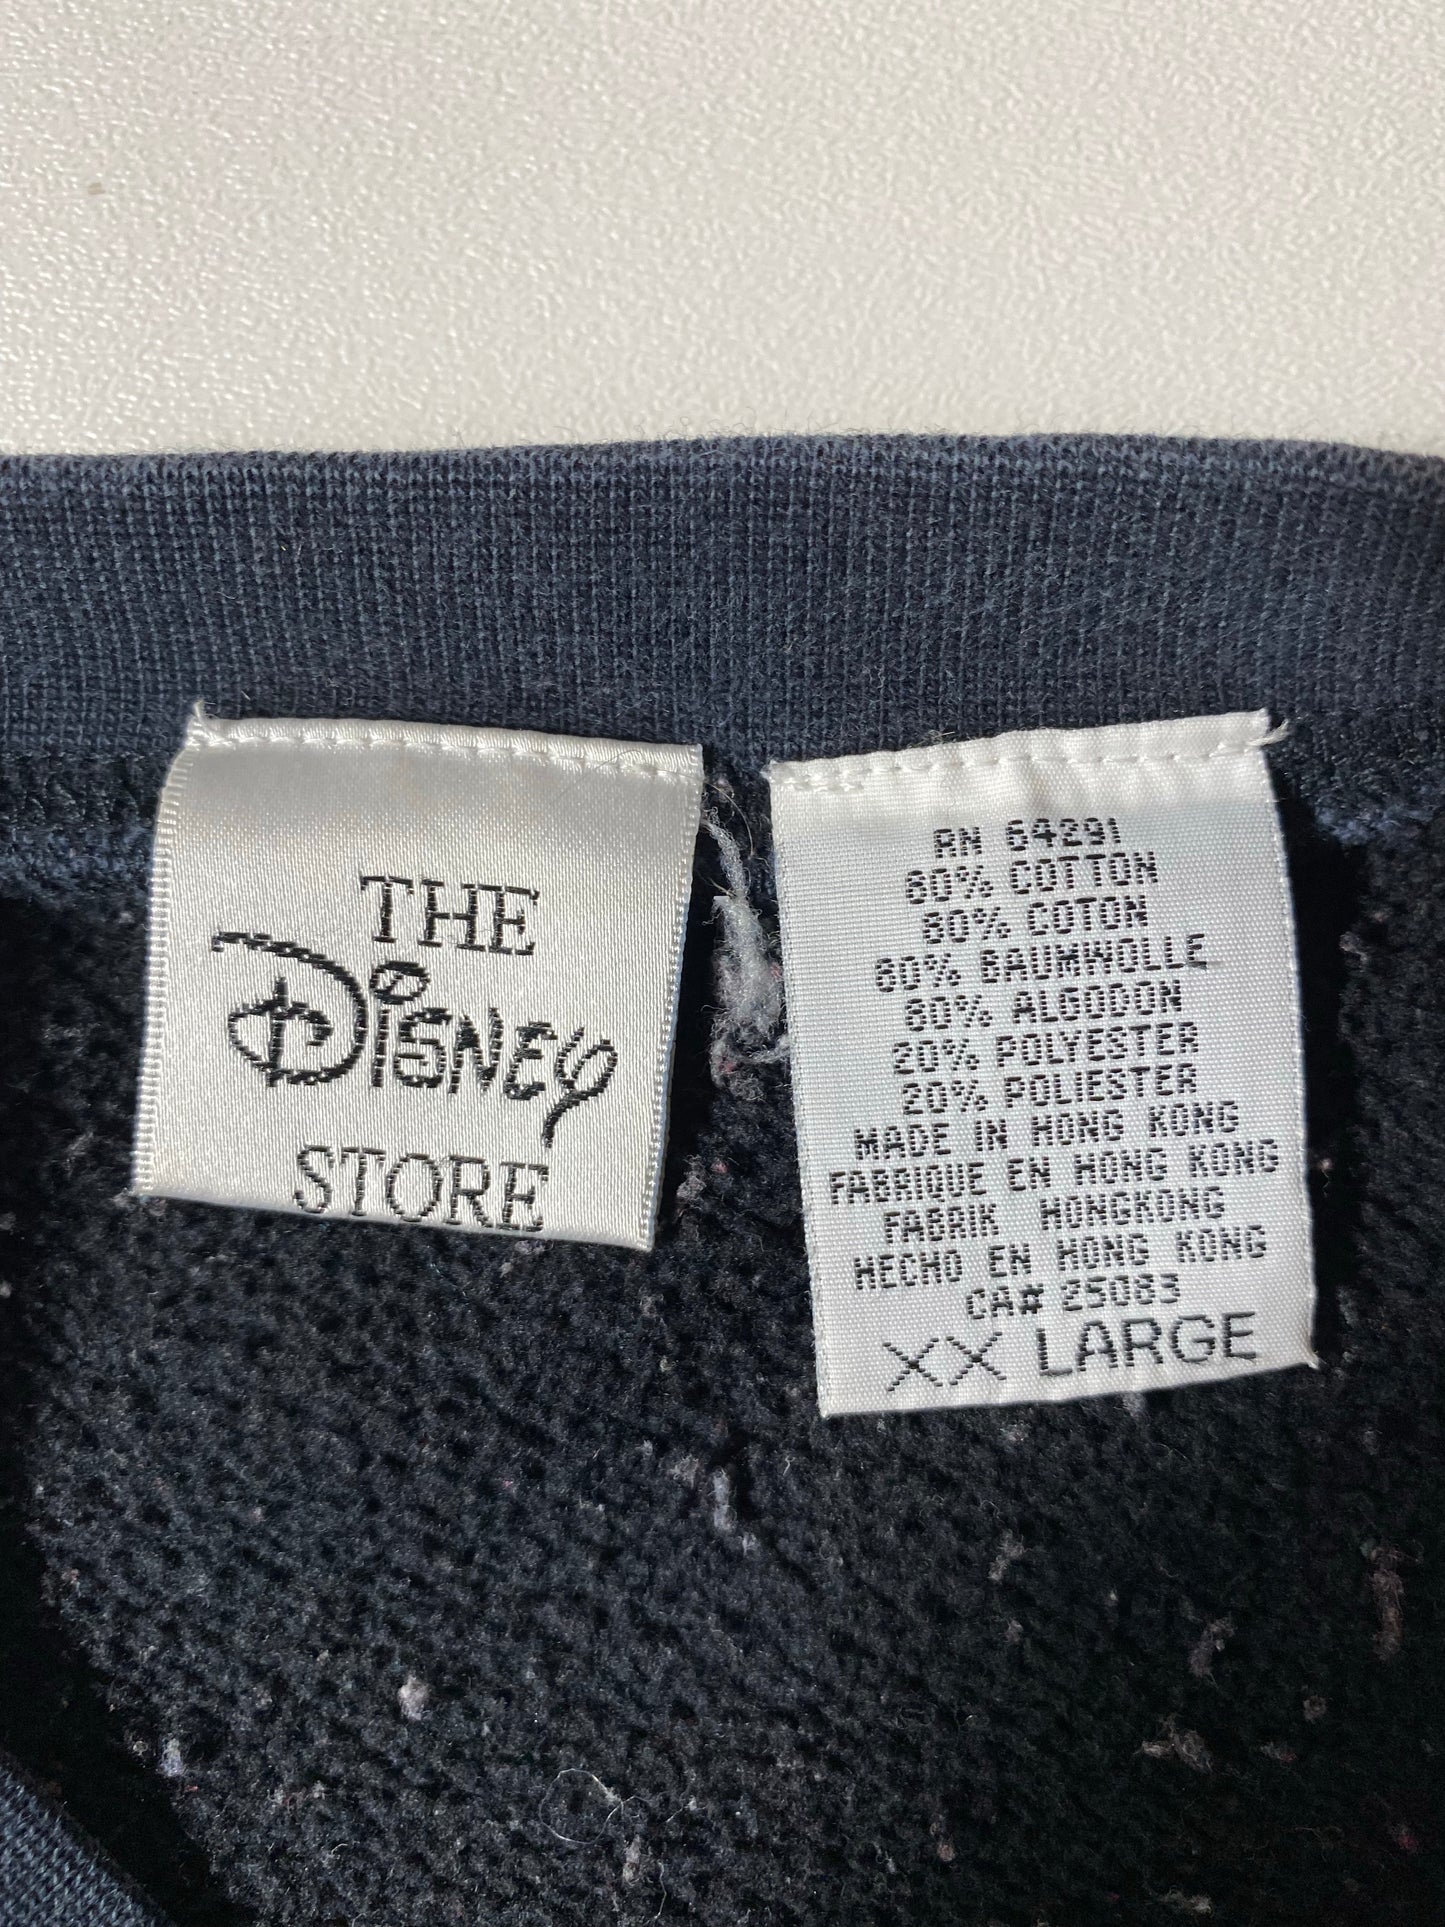 THE
DISNEY
STORE
RN 64291
80% COTTON
80% COTON
80% BAUMWOLLE
80% ALGODON
20% POLYESTER
20% POLIESTER
MADE IN HONG KONG
FABRIQUE EN HONG KONG
FABRIK HONGKONG
HECHO EN HONG KONG
CA# 25083
XX LARGE